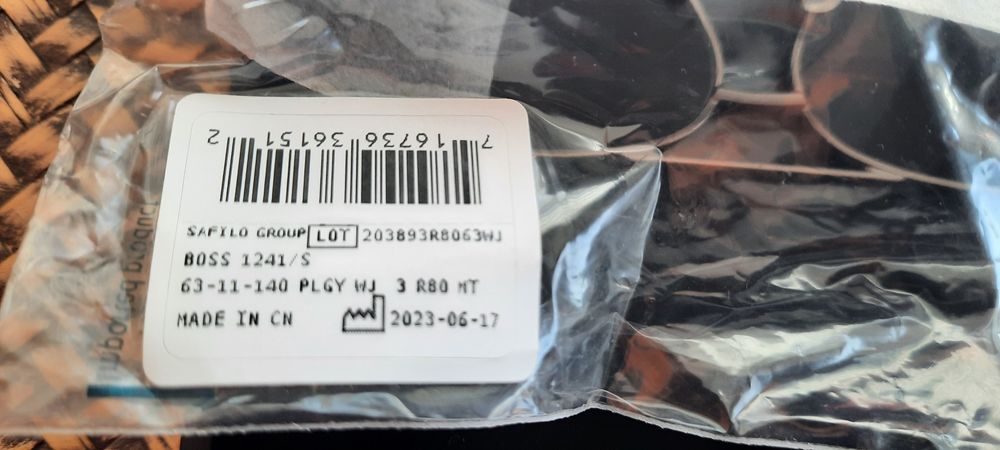 7 16736 36151 2
SAFILO GROUP LOT 203893R8063WJ
BOSS 1241/S
63-11-140 PLGY WJ 3 R80 MT
MADE IN CN 2023-06-17